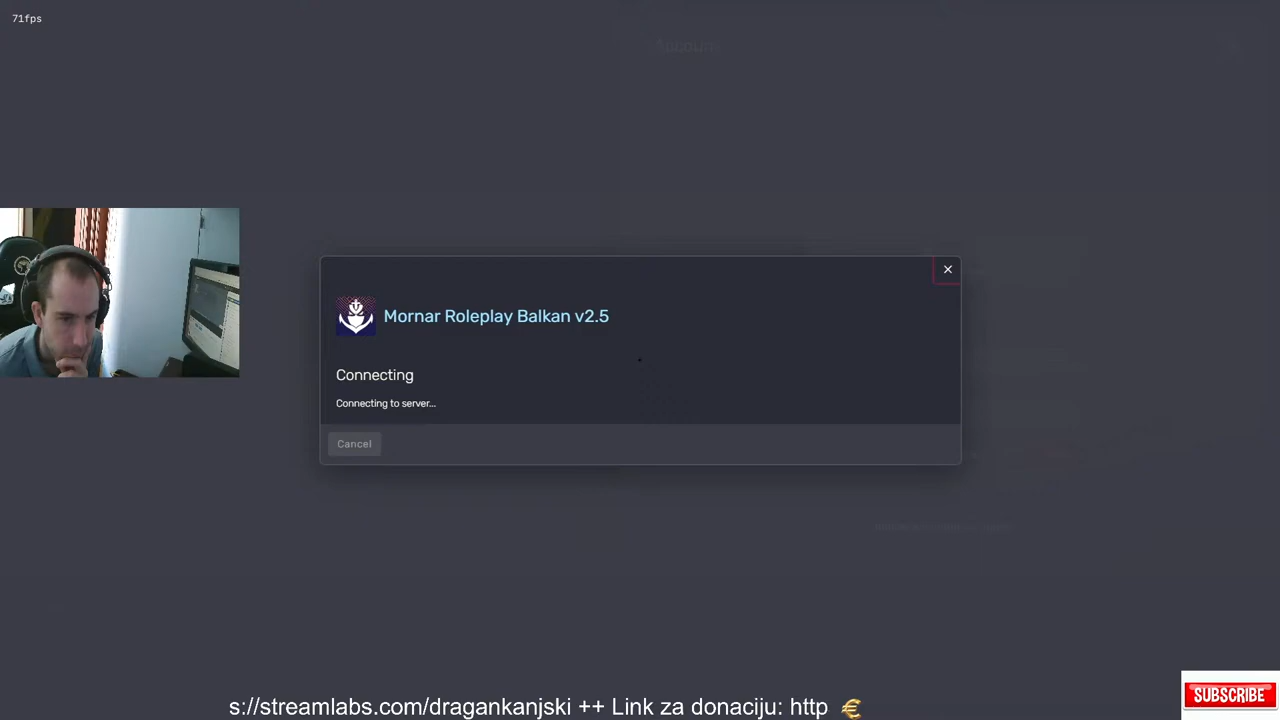 71fps
Account
Mornar Roleplay Balkan v2.5
Connecting
Connecting to server...
Cancel
s://streamlabs.com/dragankanjski ++ Link za donaciju: http
SUBSCRIBE